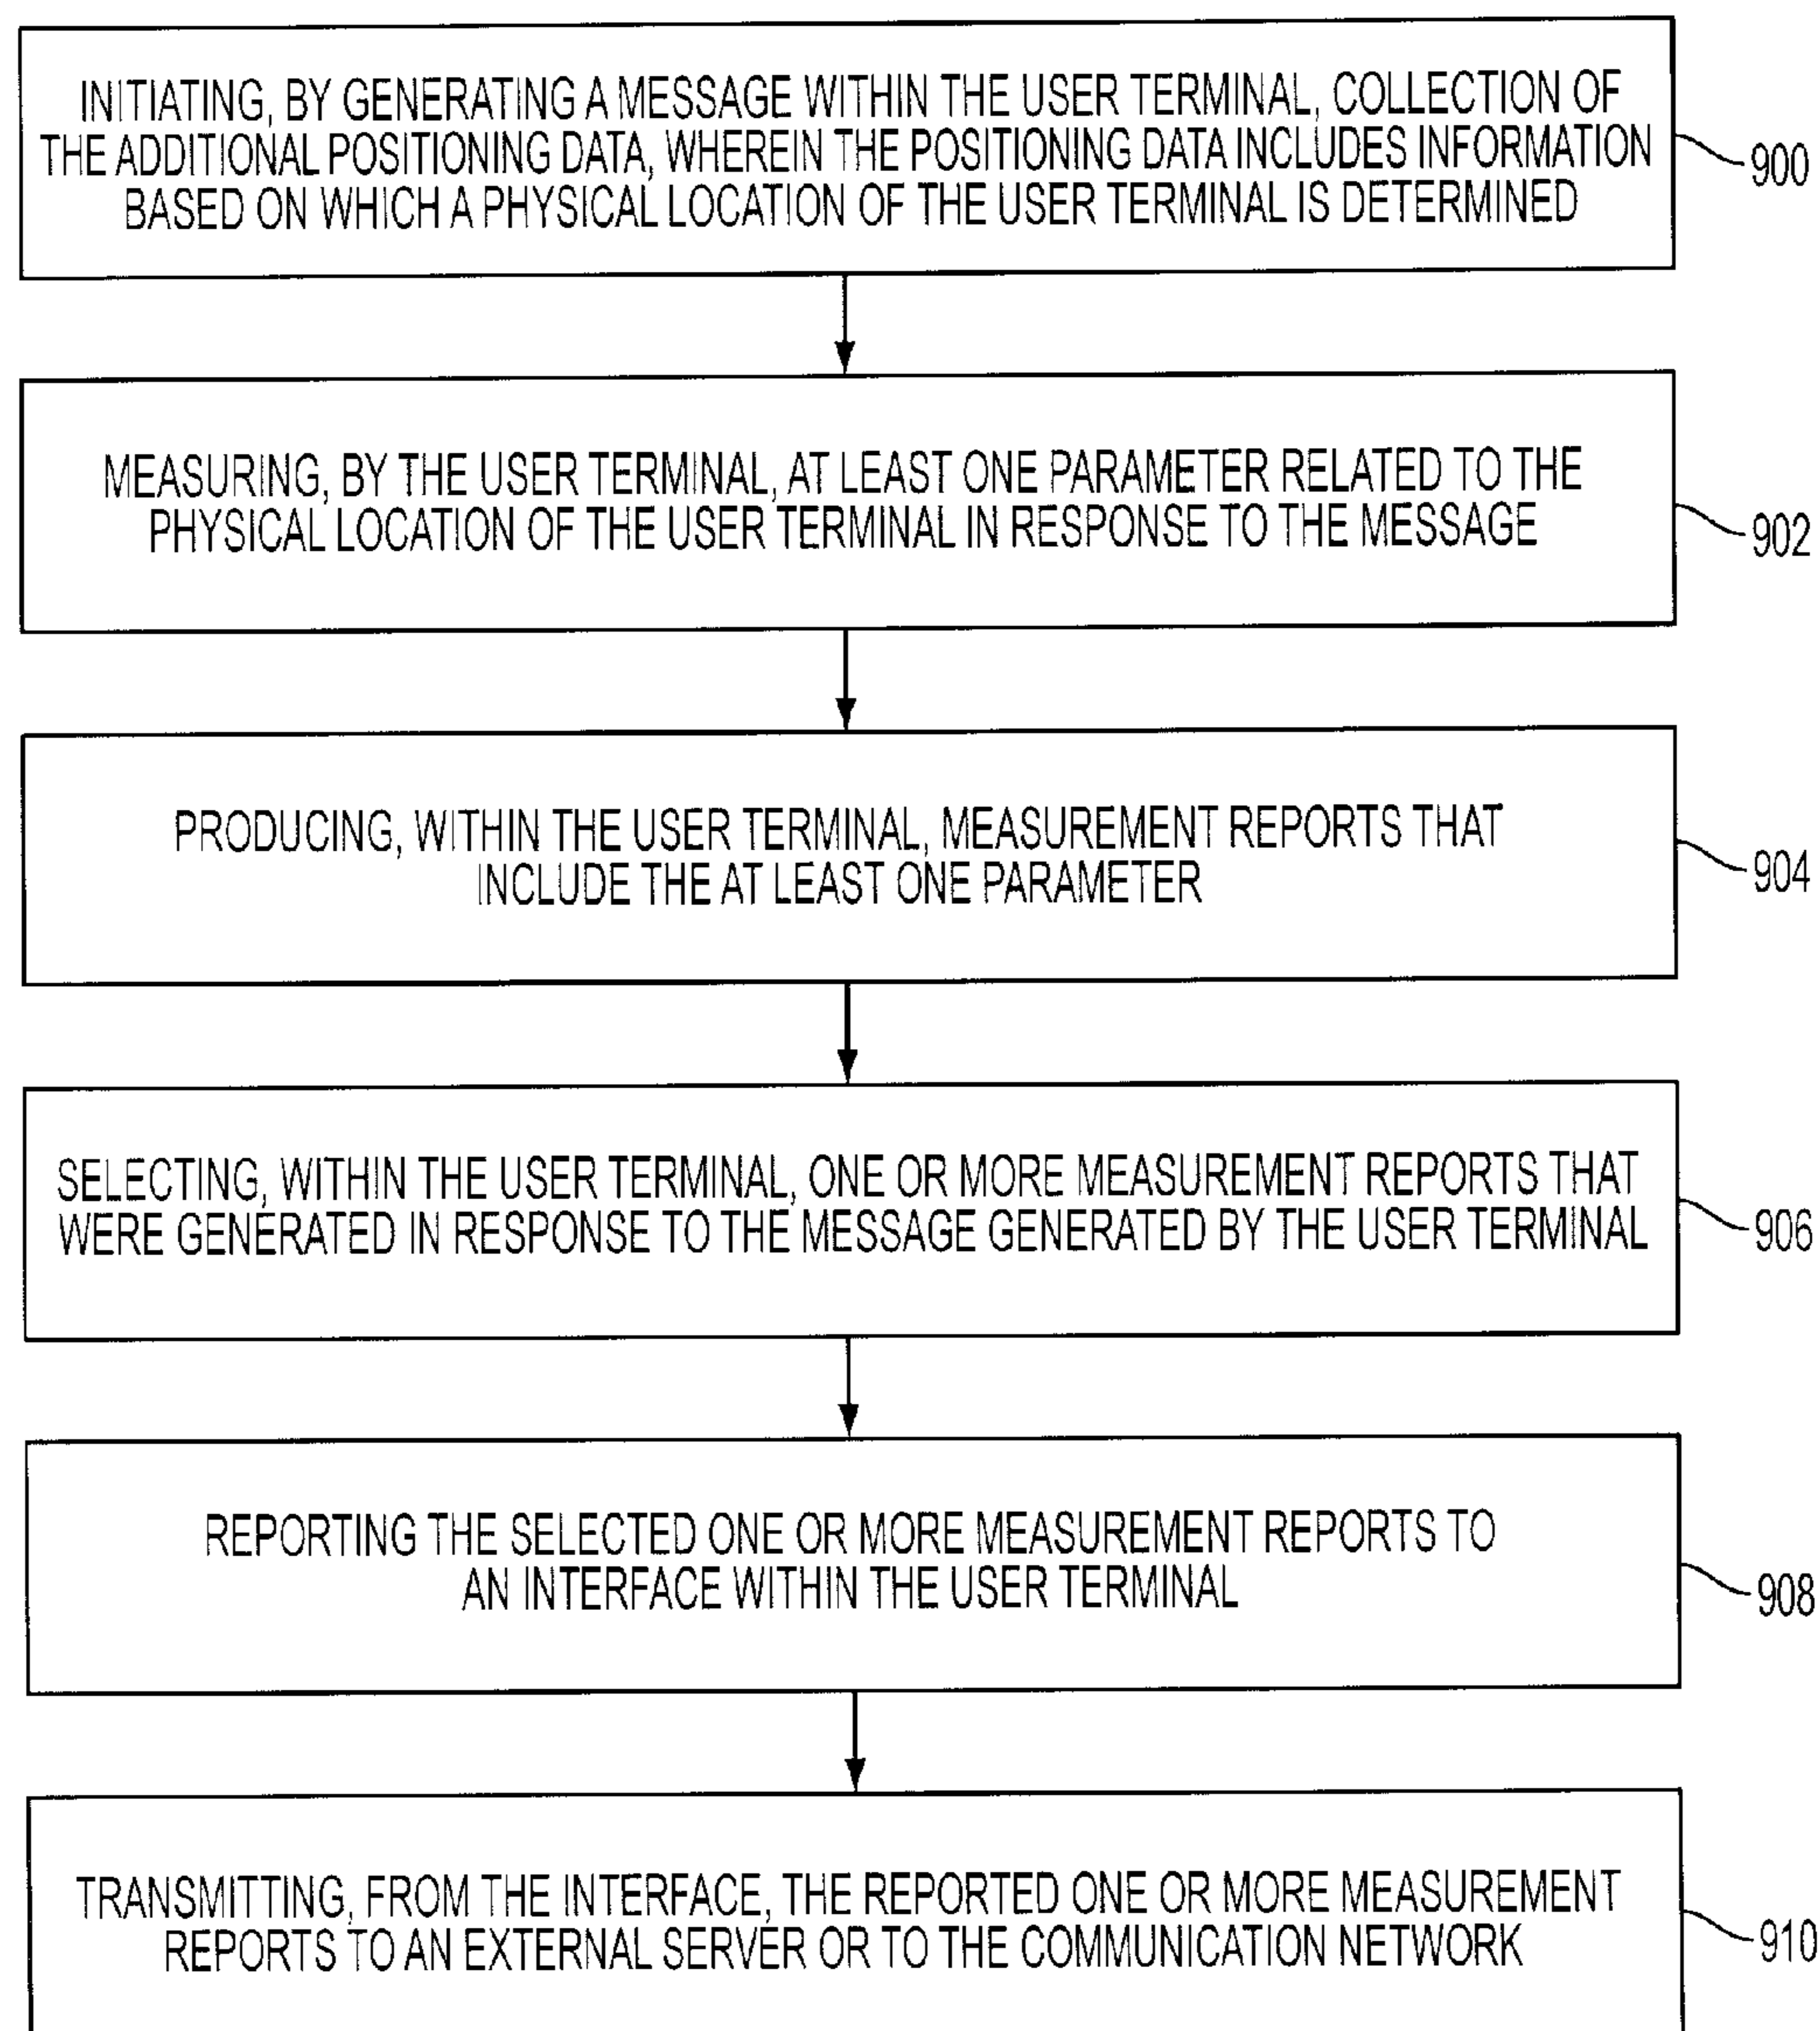 INITIATING, BY GENERATING A MESSAGE WITHIN THE USER TERMINAL, COLLECTION OF
THE ADDITIONAL POSITIONING DATA, WHEREIN THE POSITIONING DATA INCLUDES INFORMATION
BASED ON WHICH A PHYSICAL LOCATION OF THE USER TERMINAL IS DETERMINED
900
MEASURING, BY THE USER TERMINAL, AT LEAST ONE PARAMETER RELATED TO THE
PHYSICAL LOCATION OF THE USER TERMINAL IN RESPONSE TO THE MESSAGE
902
PRODUCING, WITHIN THE USER TERMINAL, MEASUREMENT REPORTS THAT
INCLUDE THE AT LEAST ONE PARAMETER
904
SELECTING, WITHIN THE USER TERMINAL, ONE OR MORE MEASUREMENT REPORTS THAT
WERE GENERATED IN RESPONSE TO THE MESSAGE GENERATED BY THE USER TERMINAL
906
REPORTING THE SELECTED ONE OR MORE MEASUREMENT REPORTS TO
AN INTERFACE WITHIN THE USER TERMINAL
908
TRANSMITTING, FROM THE INTERFACE, THE REPORTED ONE OR MORE MEASUREMENT
REPORTS TO AN EXTERNAL SERVER OR TO THE COMMUNICATION NETWORK
910